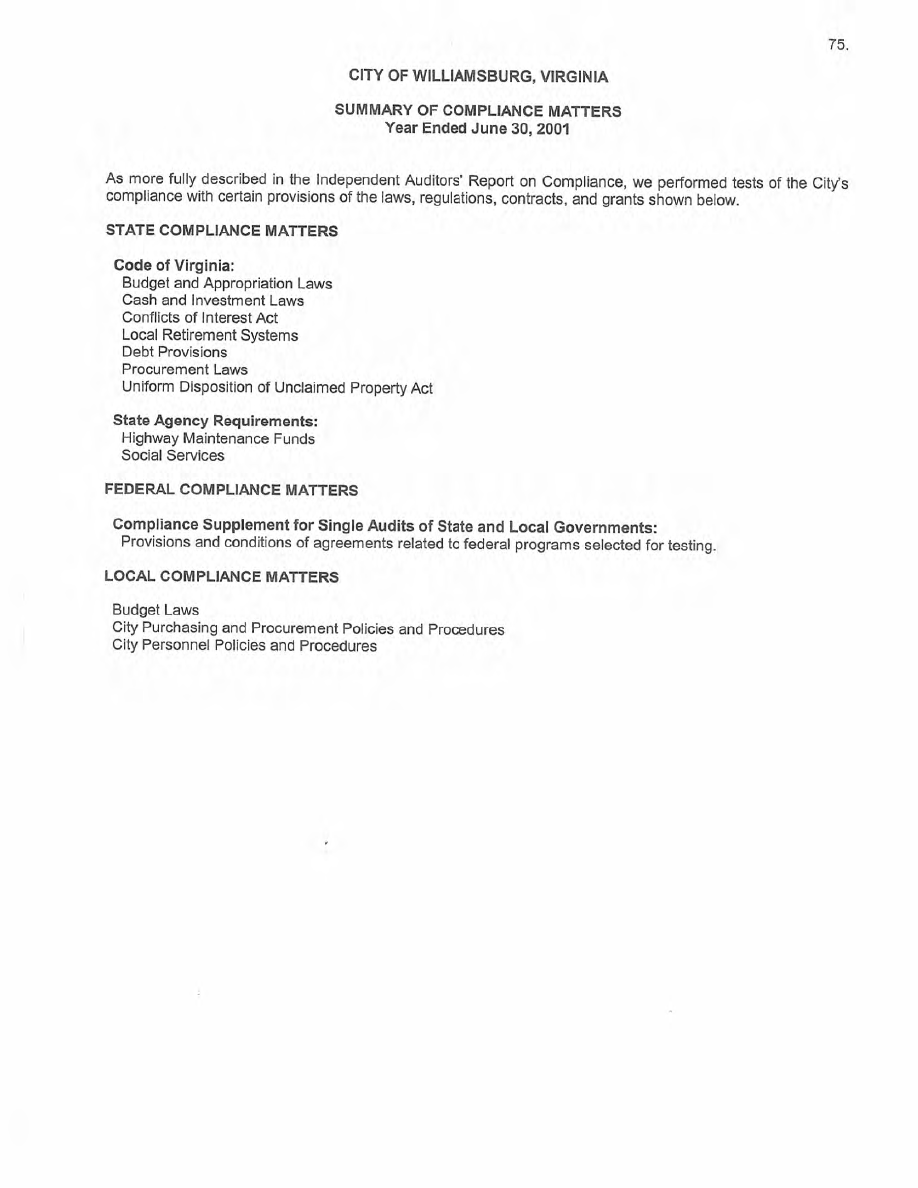 75.
CITY OF WILLIAMSBURG, VIRGINIA
SUMMARY OF COMPLIANCE MATTERS
Year Ended June 30, 2001
As more fully described in the Independent Auditors' Report on Compliance, we performed tests of the City's
compliance with certain provisions of the laws, regulations, contracts, and grants shown below.
STATE COMPLIANCE MATTERS
Code of Virginia:
Budget and Appropriation Laws
Cash and Investment Laws
Conflicts of Interest Act
Local Retirement Systems
Debt Provisions
Procurement Laws
Uniform Disposition of Unclaimed Property Act
State Agency Requirements:
Highway Maintenance Funds
Social Services
FEDERAL COMPLIANCE MATTERS
Compliance Supplement for Single Audits of State and Local Governments:
Provisions and conditions of agreements related to federal programs selected for testing.
LOCAL COMPLIANCE MATTERS
Budget Laws
City Purchasing and Procurement Policies and Procedures
City Personnel Policies and Procedures